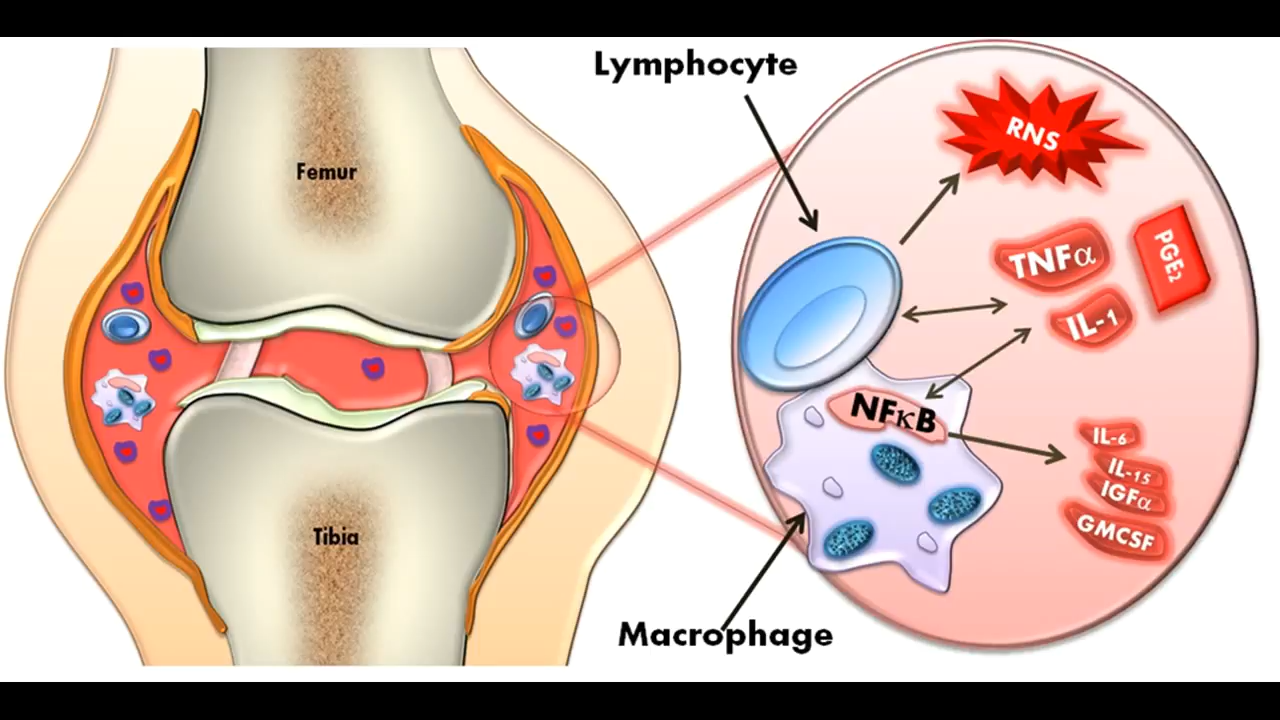 Lymphocyte
RNS
Femur
TNFα
PGE₂
IL-1
NFκB
IL-6
IL-15
IGFα
GMCSF
Tibia
Macrophage